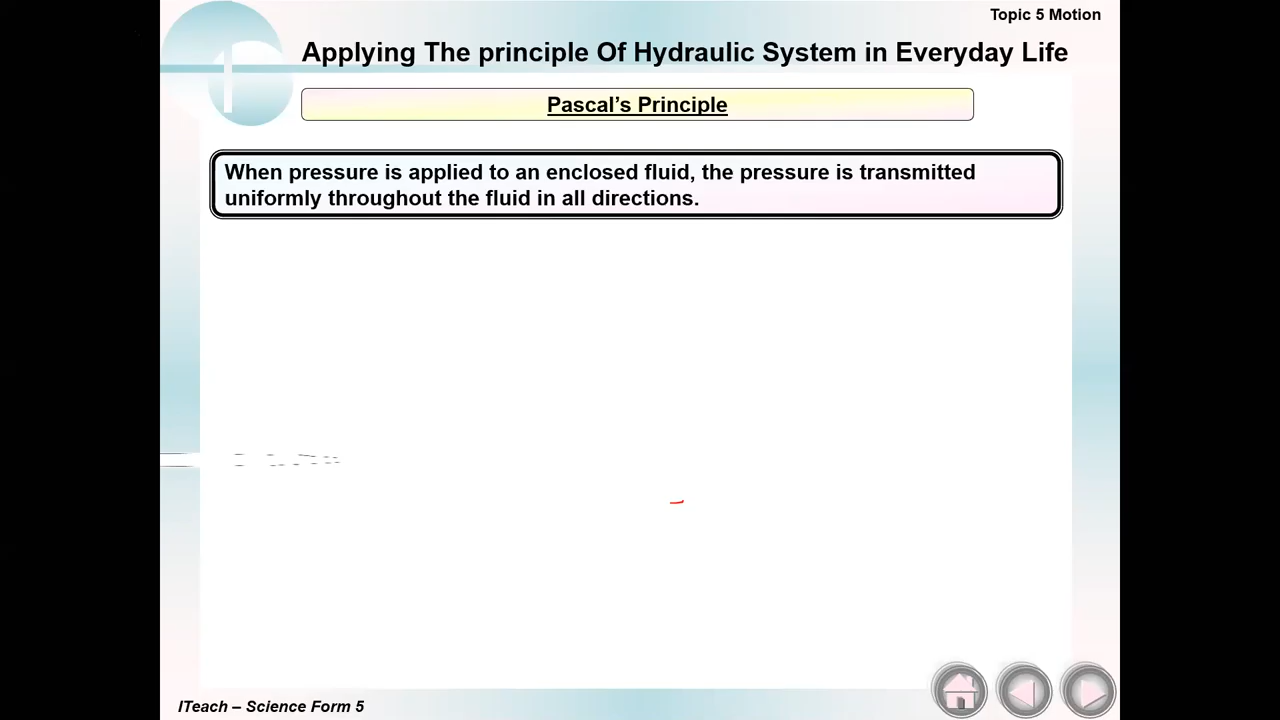 Topic 5 Motion
Applying The principle Of Hydraulic System in Everyday Life
Pascal’s Principle
When pressure is applied to an enclosed fluid, the pressure is transmitted
uniformly throughout the fluid in all directions.
ITeach – Science Form 5